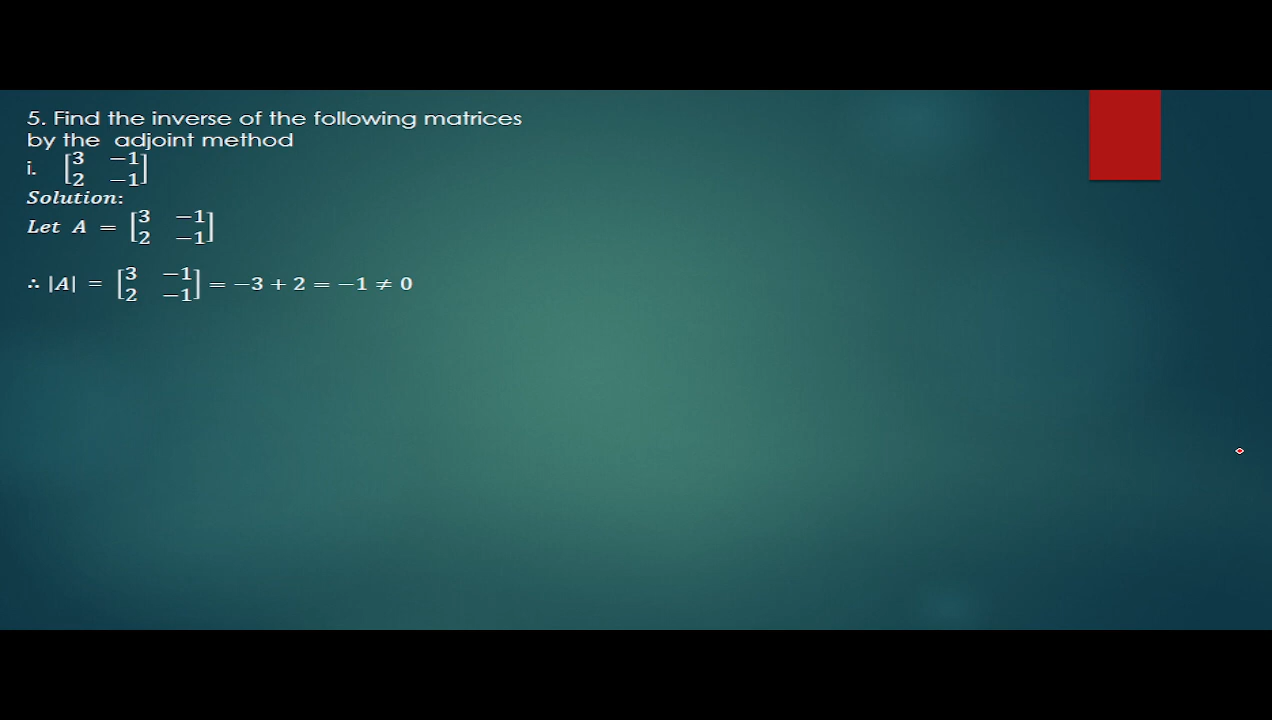 5. Find the inverse of the following matrices
by the adjoint method
i. [3 −1
2 −1]
Solution:
Let A = [3 −1
2 −1]
∴ |A| = [3 −1
2 −1] = −3 + 2 = −1 ≠ 0